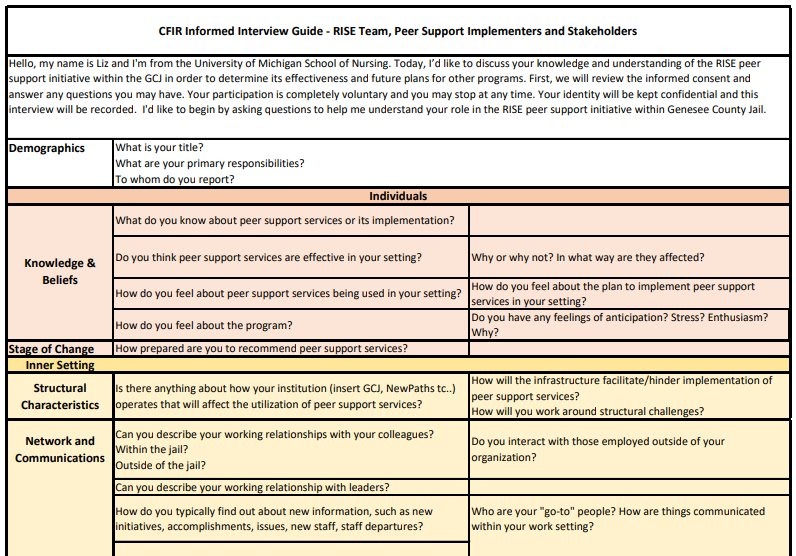 CFIR Informed Interview Guide - RISE Team, Peer Support Implementers and Stakeholders
Hello, my name is Liz and I'm from the University of Michigan School of Nursing. Today, I'd like to discuss your knowledge and understanding of the RISE peer
support initiative within the GCJ in order to determine its effectiveness and future plans for other programs. First, we will review the informed consent and
answer any questions you may have. Your participation is completely voluntary and you may stop at any time. Your identity will be kept confidential and this
interview will be recorded.  I'd like to begin by asking questions to help me understand your role in the RISE peer support initiative within Genesee County Jail.
Demographics
What is your title?
What are your primary responsibilities?
To whom do you report?
Individuals
Knowledge &
Beliefs
What do you know about peer support services or its implementation?
Do you think peer support services are effective in your setting?
Why or why not? In what way are they affected?
How do you feel about peer support services being used in your setting?
How do you feel about the plan to implement peer support
services in your setting?
How do you feel about the program?
Do you have any feelings of anticipation? Stress? Enthusiasm?
Why?
Stage of Change
How prepared are you to recommend peer support services?
Inner Setting
Structural
Characteristics
Is there anything about how your institution (insert GCJ, NewPaths tc..)
operates that will affect the utilization of peer support services?
How will the infrastructure facilitate/hinder implementation of
peer support services?
How will you work around structural challenges?
Network and
Communications
Can you describe your working relationships with your colleagues?
Within the jail?
Outside of the jail?
Do you interact with those employed outside of your
organization?
Can you describe your working relationship with leaders?
How do you typically find out about new information, such as new
initiatives, accomplishments, issues, new staff, staff departures?
Who are your "go-to" people? How are things communicated
within your work setting?